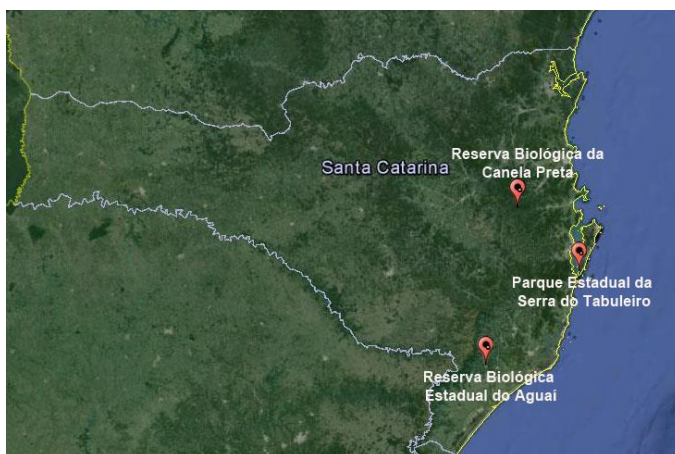 Reserva Biológica da
Canela Preta
Santa Catarina
Parque Estadual da
Serra do Tabuleiro
Reserva Biológica
Estadual do Aguaí